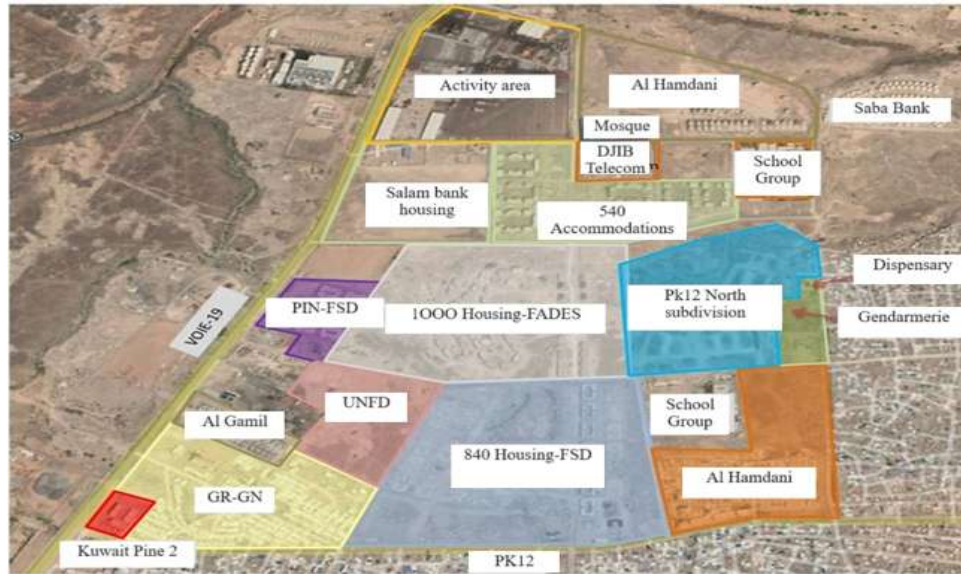 Activity area
Al Hamdani
Saba Bank
Mosque
DJIB
Telecom
School
Group
Salam bank
housing
540
Accommodations
Dispensary
PIN-FSD
1OOO Housing-FADES
Pk12 North
subdivision
Gendarmerie
VOIE-19
UNFD
School
Group
Al Gamil
840 Housing-FSD
Al Hamdani
GR-GN
Kuwait Pine 2
PK12